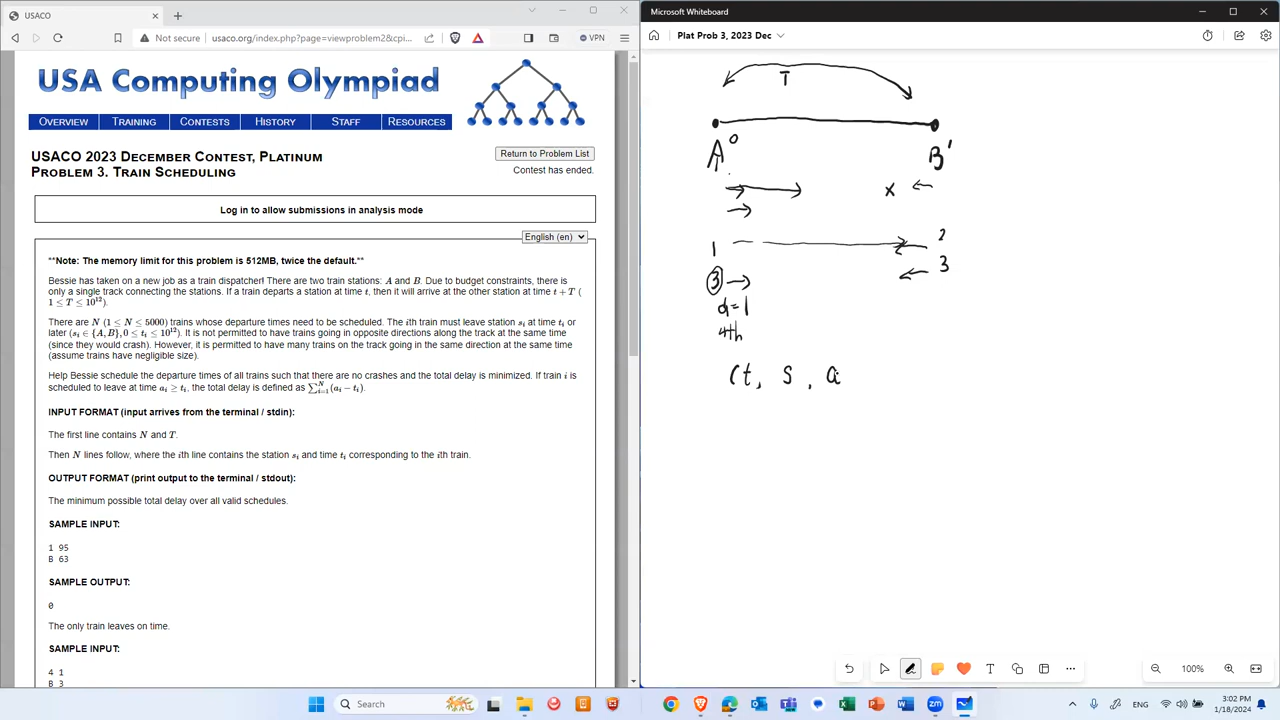 USACO
Not secure
usaco.org/index.php?page=viewproblem2&cpi...
VPN
USA Computing Olympiad
OVERVIEW TRAINING CONTESTS HISTORY STAFF RESOURCES
USACO 2023 DECEMBER CONTEST, PLATINUM
PROBLEM 3. TRAIN SCHEDULING
Return to Problem List
Contest has ended.
Log in to allow submissions in analysis mode
English (en)
**Note: The memory limit for this problem is 512MB, twice the default.**
Bessie has taken on a new job as a train dispatcher! There are two train stations: A and B. Due to budget constraints, there is
only a single track connecting the stations. If a train departs a station at time t, then it will arrive at the other station at time t + T (
1 ≤ T ≤ 10^12).
There are N (1 ≤ N ≤ 5000) trains whose departure times need to be scheduled. The ith train must leave station s_i at time t_i or
later (s_i ∈ {A, B}, 0 ≤ t_i ≤ 10^12). It is not permitted to have trains going in opposite directions along the track at the same time
(since they would crash). However, it is permitted to have many trains on the track going in the same direction at the same time
(assume trains have negligible size).
Help Bessie schedule the departure times of all trains such that there are no crashes and the total delay is minimized. If train i is
scheduled to leave at time a_i ≥ t_i, the total delay is defined as ∑_{i=1}^{N}(a_i − t_i).
INPUT FORMAT (input arrives from the terminal / stdin):
The first line contains N and T.
Then N lines follow, where the ith line contains the station s_i and time t_i corresponding to the ith train.
OUTPUT FORMAT (print output to the terminal / stdout):
The minimum possible total delay over all valid schedules.
SAMPLE INPUT:
1 95
B 63
SAMPLE OUTPUT:
0
The only train leaves on time.
SAMPLE INPUT:
4 1
B 3
Microsoft Whiteboard
Plat Prob 3, 2023 Dec
T
A 0
B 1
x
1
2
3
3
d=1
4th
(t, s, a
100%
Search
ENG
3:02 PM
1/18/2024